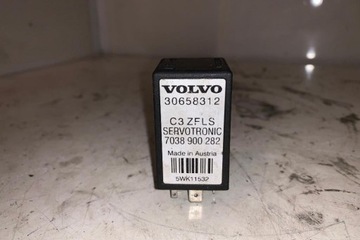 VOLVO
30658312
C3 ZFLS
SERVOTRONIC
7038 900 282
Made in Austria
5WK11532